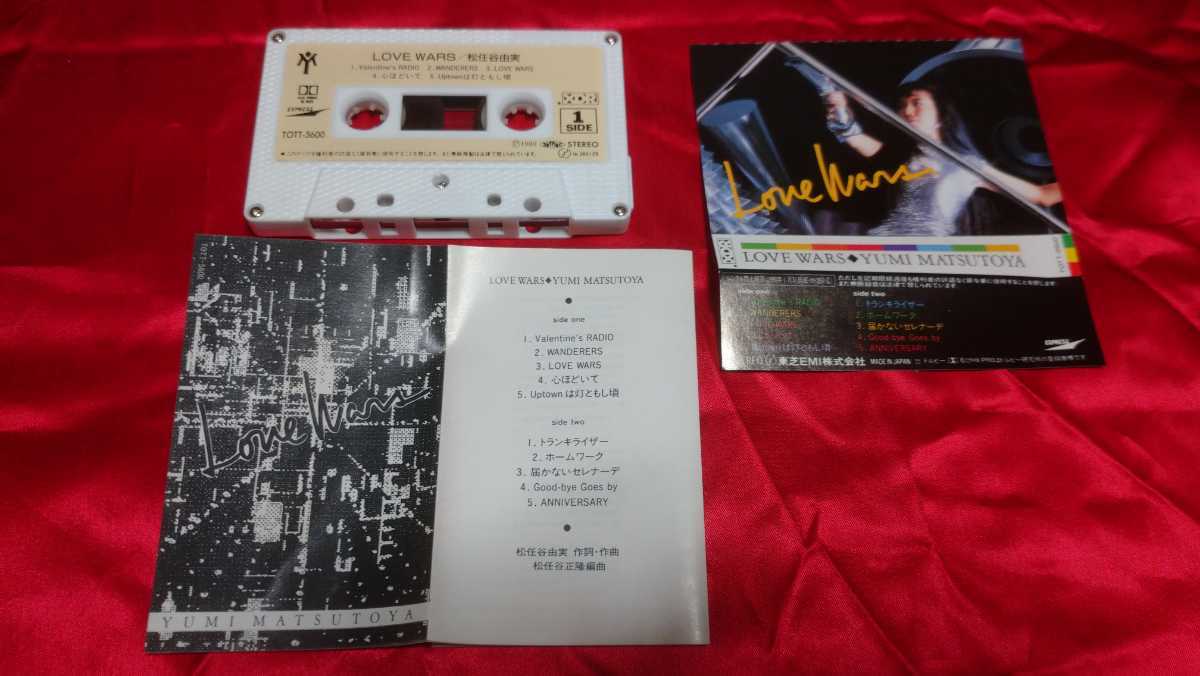 LOVE WARS/松任谷由実
1. Valentine's RADIO 2. WANDERERS 3. LOVE WARS
4. 心ほどいて 5. Uptownは灯ともし頃
EXPRESS
TOTT-3600
XDR
1
SIDE
STEREO
Love Wars
XDR
LOVE WARS◆YUMI MATSUTOYA
side two
WANDERERS
1. トランキライザー
2. ホームワーク
3. 届かないセレナーデ
4. Good-bye Goes by
5. ANNIVERSARY
EXPRESS
東芝EMI株式会社 MADE IN JAPAN
TOTT-3600
Love Wars
YUMI MATSUTOYA
LOVE WARS◆YUMI MATSUTOYA
side one
1. Valentine's RADIO
2. WANDERERS
3. LOVE WARS
4. 心ほどいて
5. Uptownは灯ともし頃
side two
1. トランキライザー
2. ホームワーク
3. 届かないセレナーデ
4. Good-bye Goes by
5. ANNIVERSARY
松任谷由実 作詞・作曲
松任谷正隆編曲